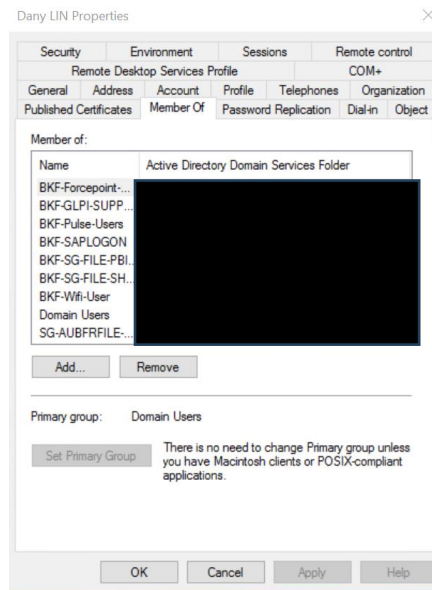 Dany LIN Properties
Security Environment Sessions Remote control
Remote Desktop Services Profile COM+
General Address Account Profile Telephones Organization
Published Certificates Member Of Password Replication Dial-in Object
Member of:
Name Active Directory Domain Services Folder
BKF-Forcepoint-...
BKF-GLPI-SUPP...
BKF-Pulse-Users
BKF-SAPLOGON
BKF-SG-FILE-PBI...
BKF-SG-FILE-SH...
BKF-Wifi-User
Domain Users
SG-AUBFRFILE-...
Add... Remove
Primary group: Domain Users
Set Primary Group
There is no need to change Primary group unless
you have Macintosh clients or POSIX-compliant
applications.
OK Cancel Apply Help